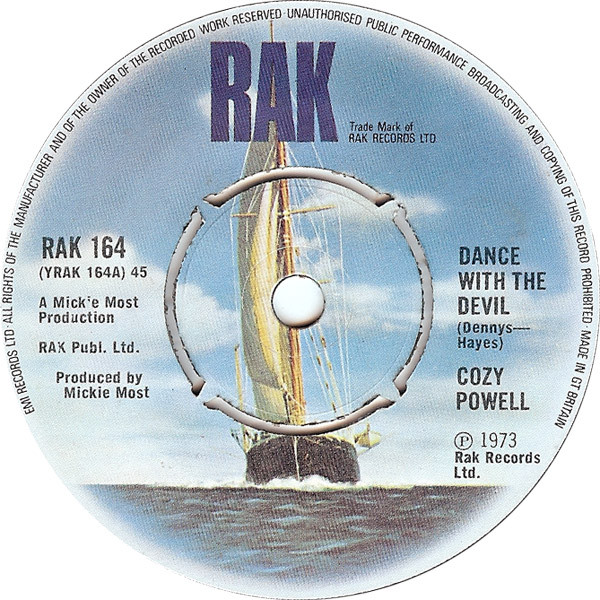 EMI RECORDS LTD · ALL RIGHTS OF THE MANUFACTURER AND OF THE OWNER OF THE RECORDED WORK RESERVED · UNAUTHORISED PUBLIC PERFORMANCE BROADCASTING AND COPYING OF THIS RECORD PROHIBITED · MADE IN GT BRITAIN
RAK
Trade Mark of
RAK RECORDS LTD
RAK 164
(YRAK 164A) 45
A Mick'e Most
Production
RAK Publ. Ltd.
Produced by
Mickie Most
DANCE
WITH THE
DEVIL
(Dennys—
Hayes)
COZY
POWELL
Ⓟ 1973
Rak Records
Ltd.